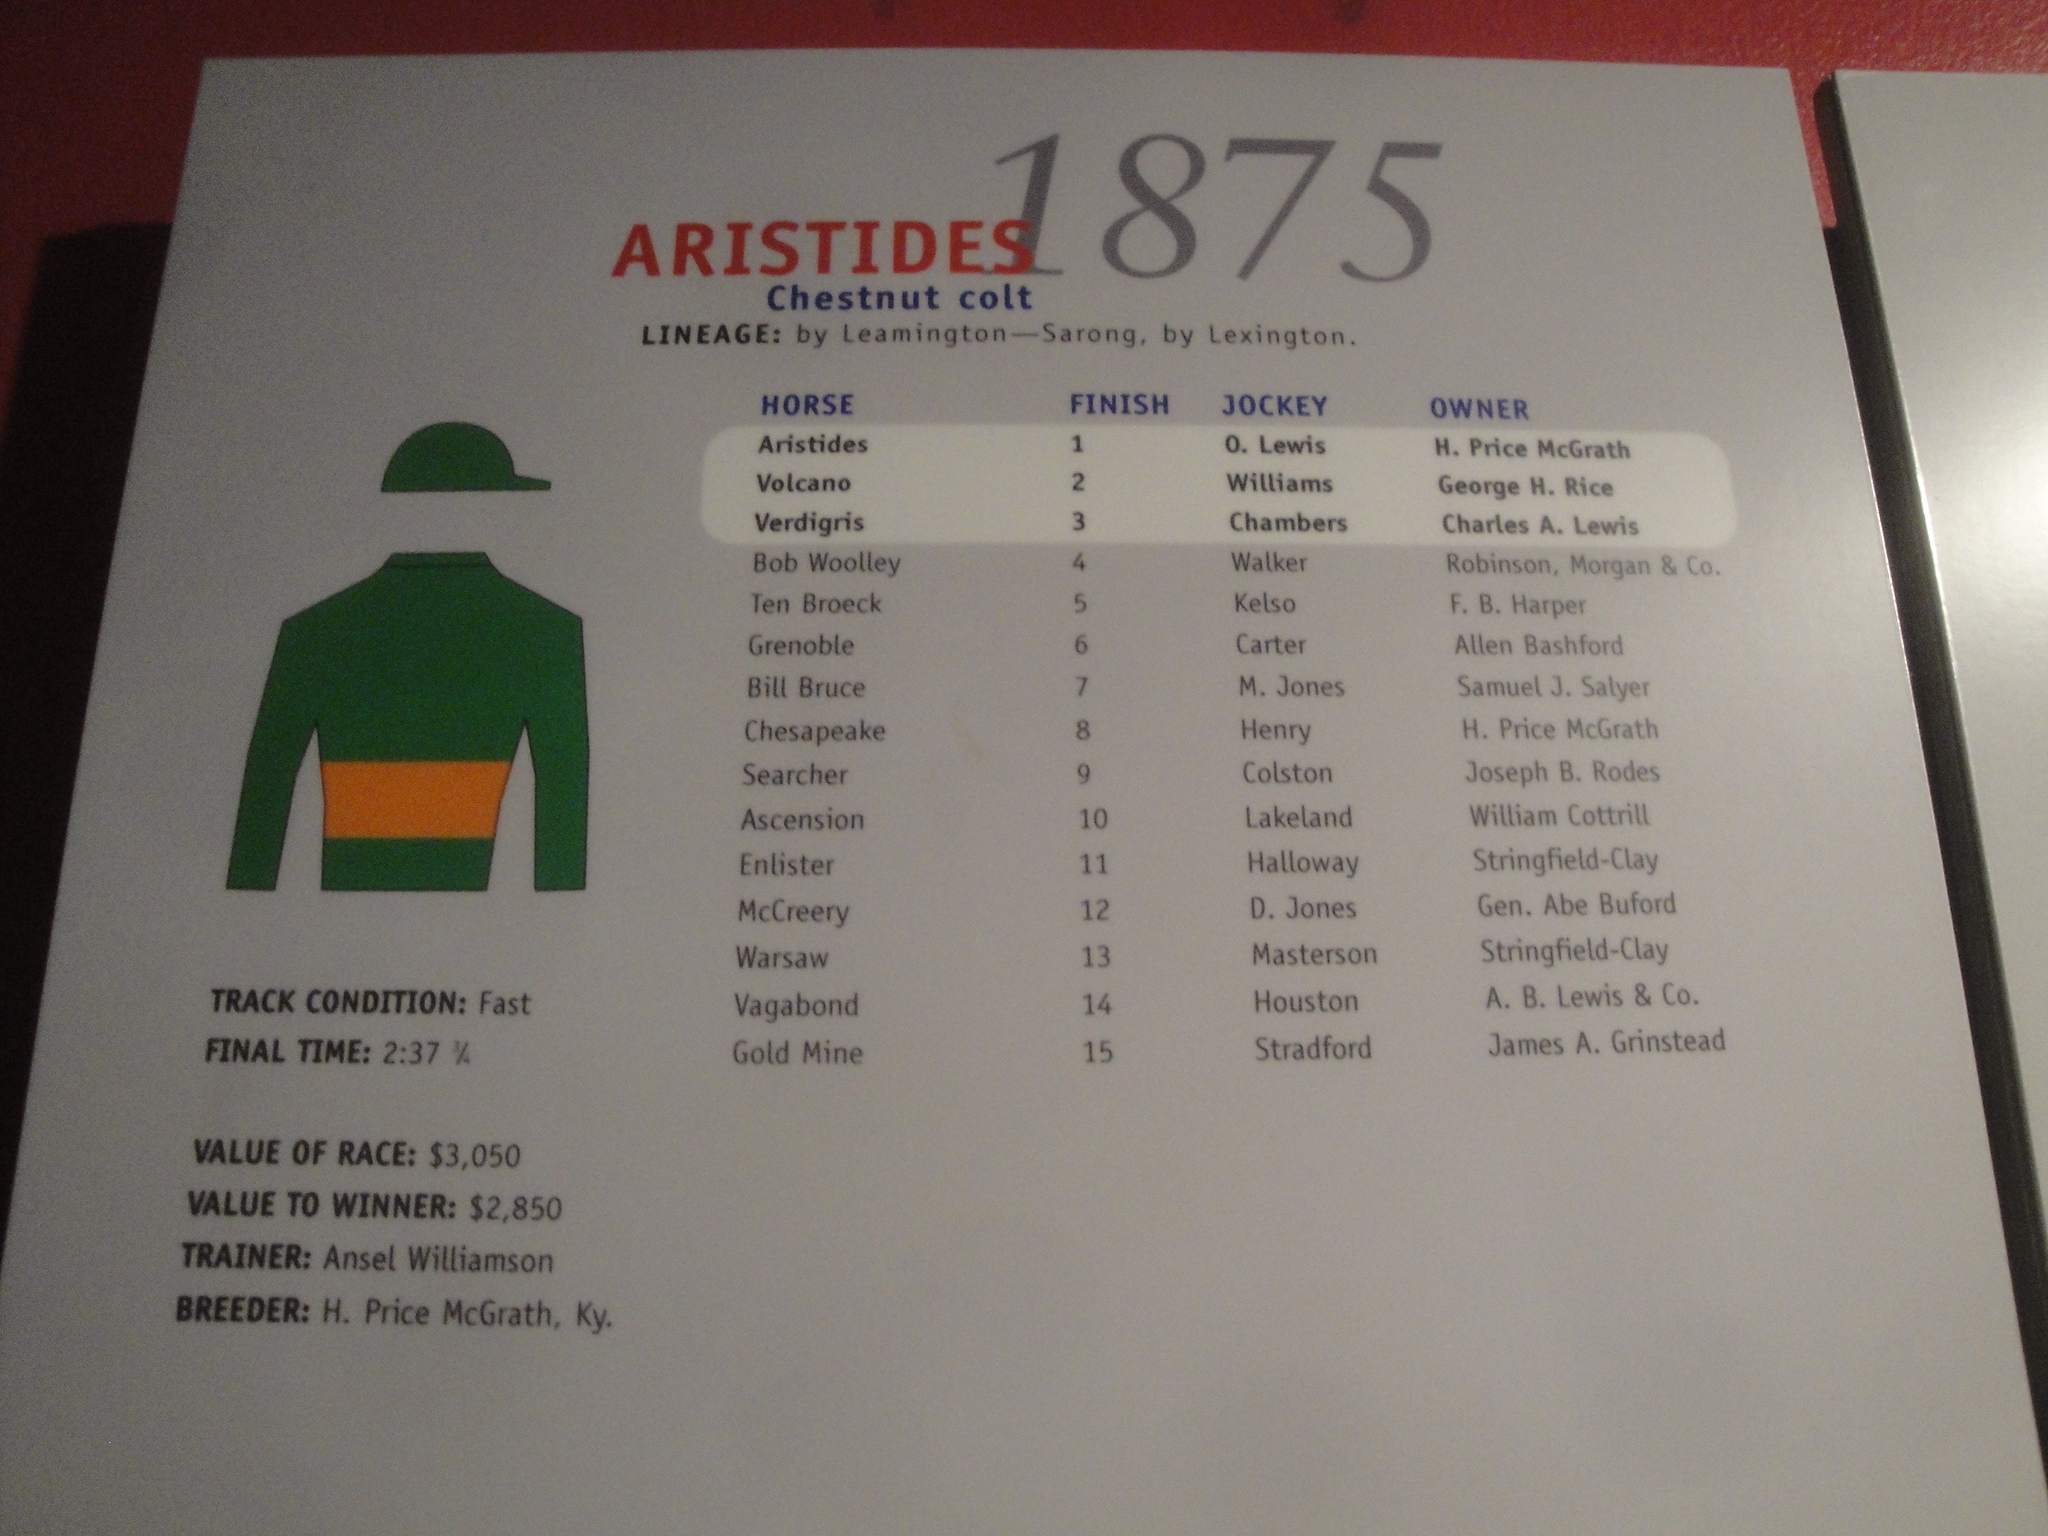 1875
ARISTIDES
Chestnut colt
LINEAGE: by Leamington—Sarong, by Lexington.
HORSE FINISH JOCKEY OWNER
Aristides 1 O. Lewis H. Price McGrath
Volcano 2 Williams George H. Rice
Verdigris 3 Chambers Charles A. Lewis
Bob Woolley 4 Walker Robinson, Morgan & Co.
Ten Broeck 5 Kelso F. B. Harper
Grenoble 6 Carter Allen Bashford
Bill Bruce 7 M. Jones Samuel J. Salyer
Chesapeake 8 Henry H. Price McGrath
Searcher 9 Colston Joseph B. Rodes
Ascension 10 Lakeland William Cottrill
Enlister 11 Halloway Stringfield-Clay
McCreery 12 D. Jones Gen. Abe Buford
Warsaw 13 Masterson Stringfield-Clay
Vagabond 14 Houston A. B. Lewis & Co.
Gold Mine 15 Stradford James A. Grinstead
TRACK CONDITION: Fast
FINAL TIME: 2:37 ¾
VALUE OF RACE: $3,050
VALUE TO WINNER: $2,850
TRAINER: Ansel Williamson
BREEDER: H. Price McGrath, Ky.